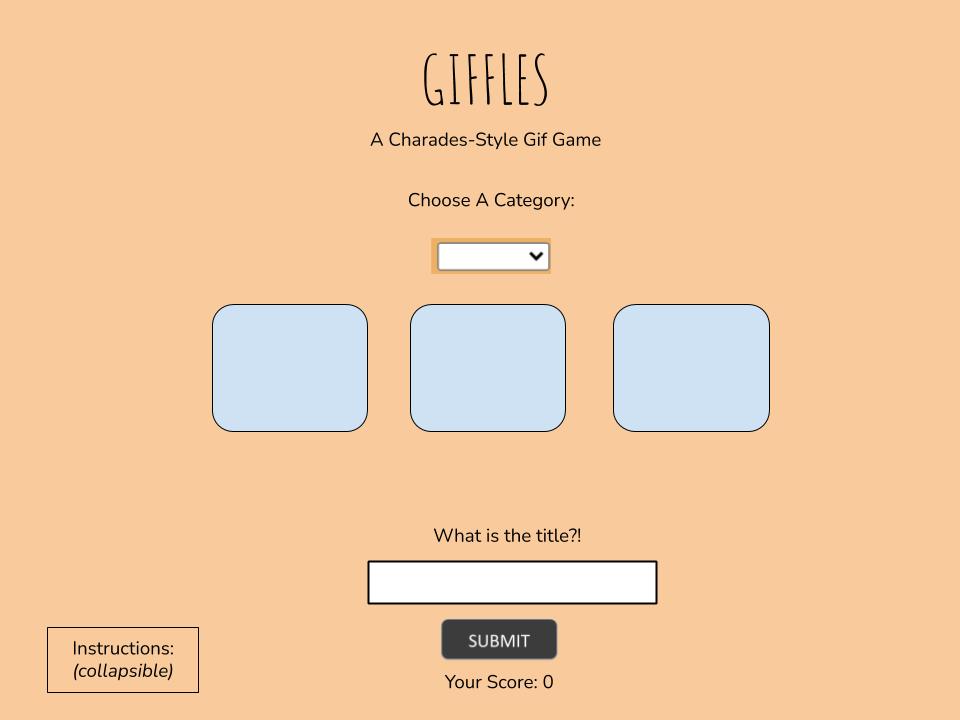 GIFFLES
A Charades-Style Gif Game
Choose A Category:
What is the title?!
SUBMIT
Instructions:
(collapsible)
Your Score: 0